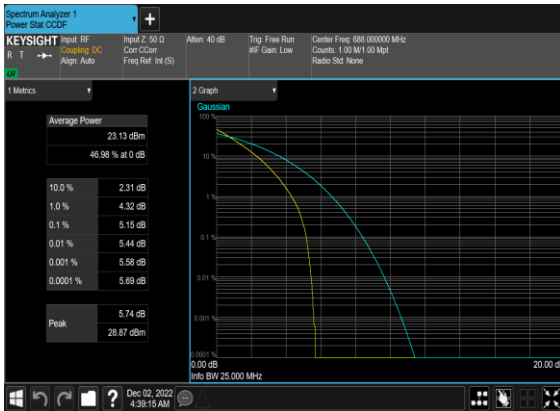 Spectrum Analyzer 1
Power Stat CCDF
+
KEYSIGHT
R T
LXI
Input: RF
Coupling: DC
Align: Auto
Input Z: 50 Ω
Corr CCorr
Freq Ref: Int (S)
Atten: 40 dB
Trig: Free Run
#IF Gain: Low
Center Freq: 688.000000 MHz
Counts: 1.00 M/1.00 Mpt
Radio Std: None
1 Metrics
Average Power
23.13 dBm
46.98 % at 0 dB
10.0 % 2.31 dB
1.0 % 4.32 dB
0.1 % 5.15 dB
0.01 % 5.44 dB
0.001 % 5.58 dB
0.0001 % 5.69 dB
Peak
5.74 dB
28.87 dBm
2 Graph
Gaussian
100 %
10 %
1 %
0.1 %
0.01 %
0.001 %
0.0001 %
0.00 dB
20.00 d
Info BW 25.000 MHz
?
Dec 02, 2022
4:39:15 AM